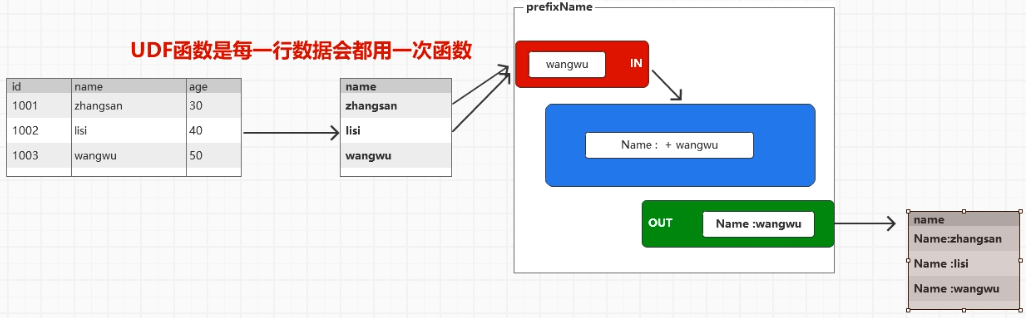 prefixName
UDF函数是每一行数据会都用一次函数
wangwu IN
id name age
1001 zhangsan 30
1002 lisi 40
1003 wangwu 50
name
zhangsan
lisi
wangwu
Name : + wangwu
OUT Name :wangwu
name
Name:zhangsan
Name :lisi
Name :wangwu